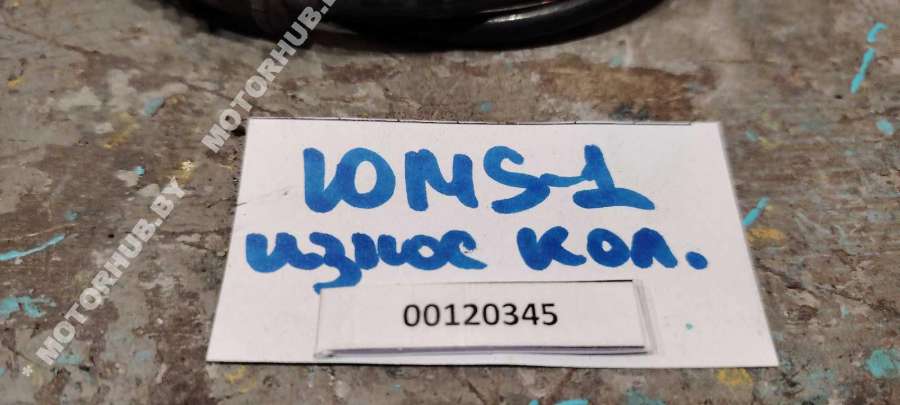 MOTORHUB.BY
* MOTORHUB.BY
10MS-1
износ кол.
00120345